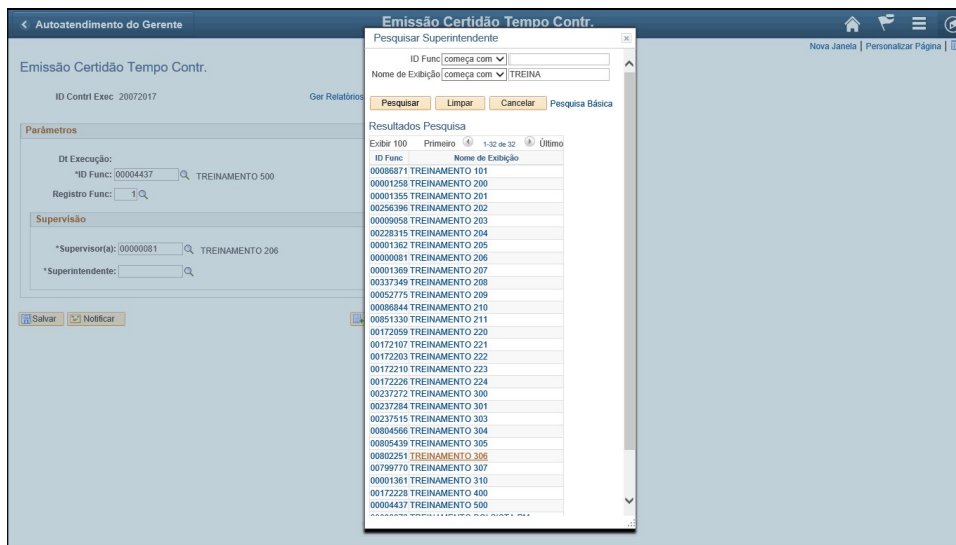 Autoatendimento do Gerente
Emissão Certidão Tempo Contr.
Nova Janela | Personalizar Página |
Emissão Certidão Tempo Contr.
ID Contrl Exec 20072017 Ger Relatórios
Parâmetros
Dt Execução:
*ID Func: 00004437 TREINAMENTO 500
Registro Func: 1
Supervisão
*Supervisor(a): 00000081 TREINAMENTO 206
*Superintendente:
Salvar Notificar
Pesquisar Superintendente
ID Func começa com
Nome de Exibição começa com TREINA
Pesquisar Limpar Cancelar Pesquisa Básica
Resultados Pesquisa
Exibir 100 Primeiro 1-32 de 32 Último
ID Func Nome de Exibição
00086871 TREINAMENTO 101
00001258 TREINAMENTO 200
00001355 TREINAMENTO 201
00256396 TREINAMENTO 202
00009058 TREINAMENTO 203
00228315 TREINAMENTO 204
00001362 TREINAMENTO 205
00000081 TREINAMENTO 206
00001369 TREINAMENTO 207
00337349 TREINAMENTO 208
00052775 TREINAMENTO 209
00086844 TREINAMENTO 210
00851330 TREINAMENTO 211
00172059 TREINAMENTO 220
00172107 TREINAMENTO 221
00172203 TREINAMENTO 222
00172210 TREINAMENTO 223
00172226 TREINAMENTO 224
00237272 TREINAMENTO 300
00237284 TREINAMENTO 301
00237515 TREINAMENTO 303
00804566 TREINAMENTO 304
00805439 TREINAMENTO 305
00802251 TREINAMENTO 306
00799770 TREINAMENTO 307
00001361 TREINAMENTO 310
00172228 TREINAMENTO 400
00004437 TREINAMENTO 500